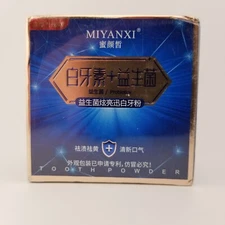 MIYANXI®
蜜颜哲
白牙素+益生菌
益生菌炫亮迅白牙粉
祛渍祛黄
清新口气
外观包装已申请专利，仿冒必究！
TOOTH POWDER